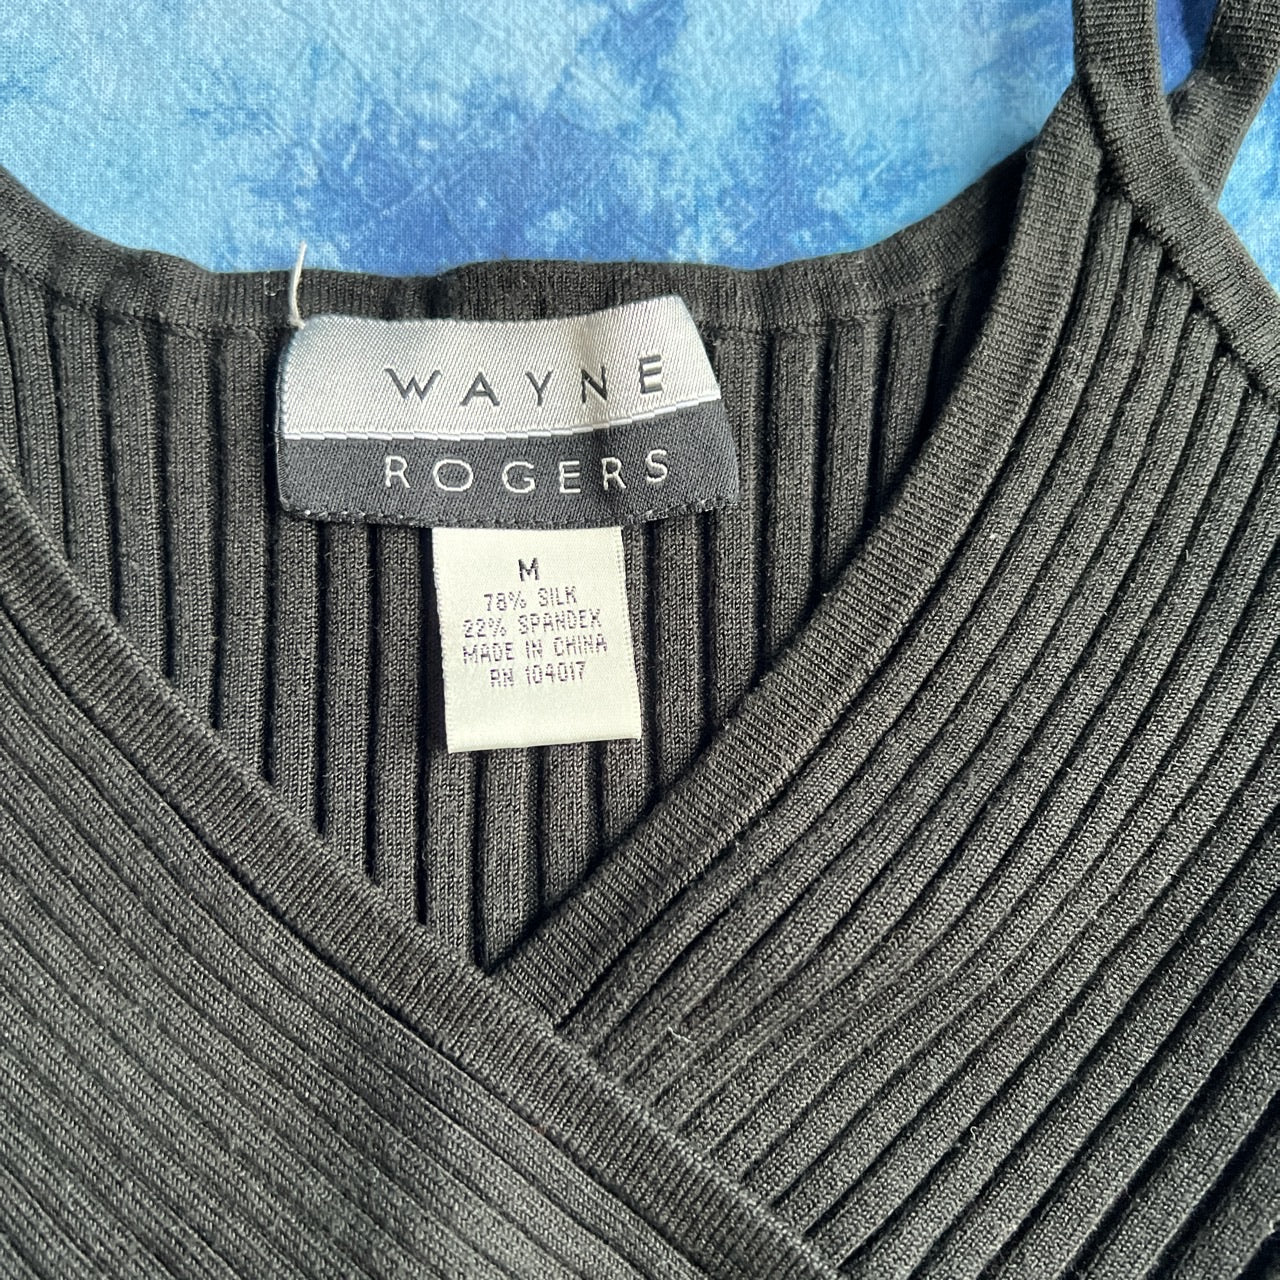 WAYNE
ROGERS
M
78% SILK
22% SPANDEX
MADE IN CHINA
RN 104017